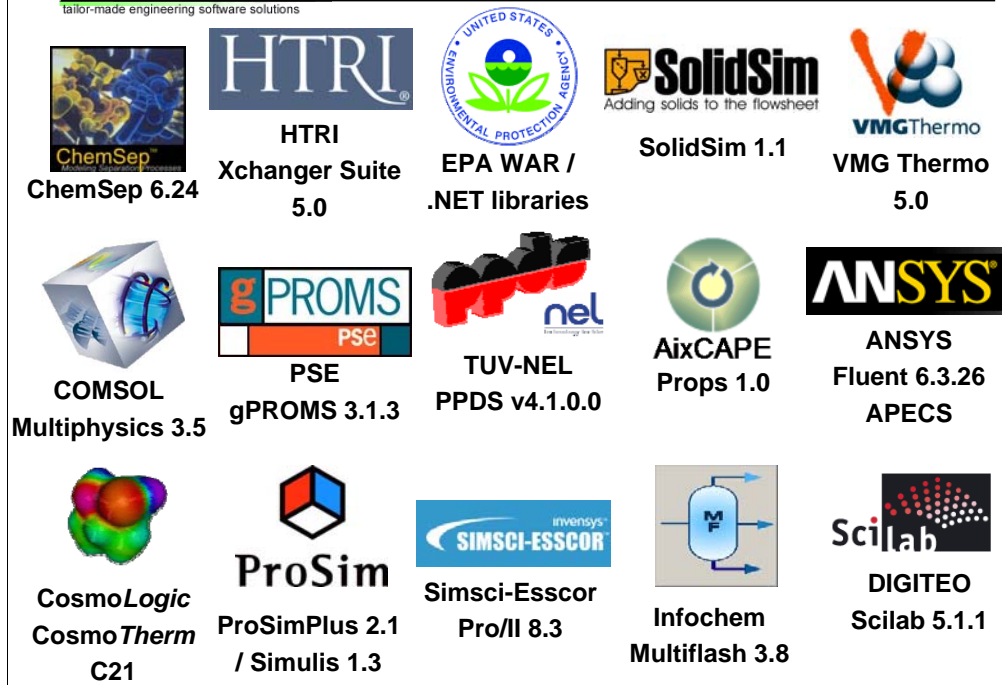 tailor-made engineering software solutions
ChemSep™
Modeling Separation Processes
ChemSep 6.24
HTRI®
HTRI
Xchanger Suite
5.0
UNITED STATES
ENVIRONMENTAL PROTECTION AGENCY
EPA WAR /
.NET libraries
SolidSim
Adding solids to the flowsheet
SolidSim 1.1
VMGThermo
VMG Thermo
5.0
COMSOL
Multiphysics 3.5
gPROMS
PSe
PSE
gPROMS 3.1.3
PPDS
nel
TUV-NEL
PPDS v4.1.0.0
AixCAPE
Props 1.0
ANSYS®
ANSYS
Fluent 6.3.26
APECS
CosmoLogic
CosmoTherm
C21
ProSim
ProSimPlus 2.1
/ Simulis 1.3
invensys
SIMSCI-ESSCOR
Simsci-Esscor
Pro/II 8.3
MF
Infochem
Multiflash 3.8
Scilab
DIGITEO
Scilab 5.1.1